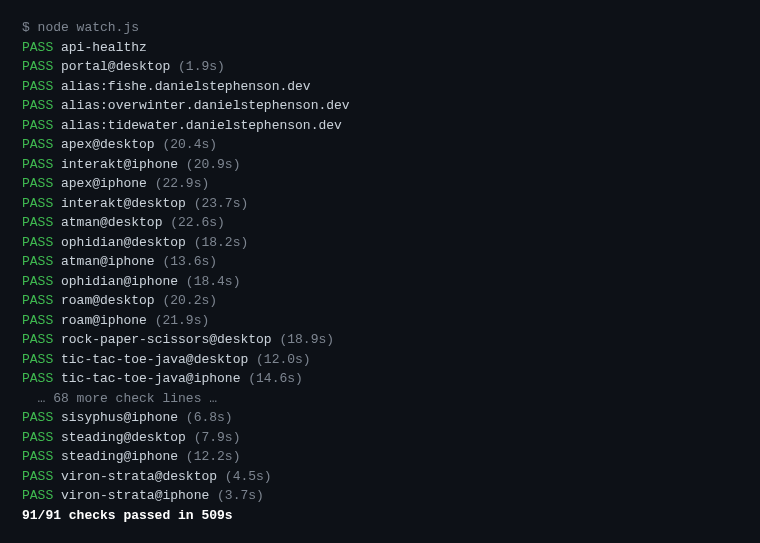 $ node watch.js
PASS api-healthz
PASS portal@desktop (1.9s)
PASS alias:fishe.danielstephenson.dev
PASS alias:overwinter.danielstephenson.dev
PASS alias:tidewater.danielstephenson.dev
PASS apex@desktop (20.4s)
PASS interakt@iphone (20.9s)
PASS apex@iphone (22.9s)
PASS interakt@desktop (23.7s)
PASS atman@desktop (22.6s)
PASS ophidian@desktop (18.2s)
PASS atman@iphone (13.6s)
PASS ophidian@iphone (18.4s)
PASS roam@desktop (20.2s)
PASS roam@iphone (21.9s)
PASS rock-paper-scissors@desktop (18.9s)
PASS tic-tac-toe-java@desktop (12.0s)
PASS tic-tac-toe-java@iphone (14.6s)
… 68 more check lines …
PASS sisyphus@iphone (6.8s)
PASS steading@desktop (7.9s)
PASS steading@iphone (12.2s)
PASS viron-strata@desktop (4.5s)
PASS viron-strata@iphone (3.7s)
91/91 checks passed in 509s